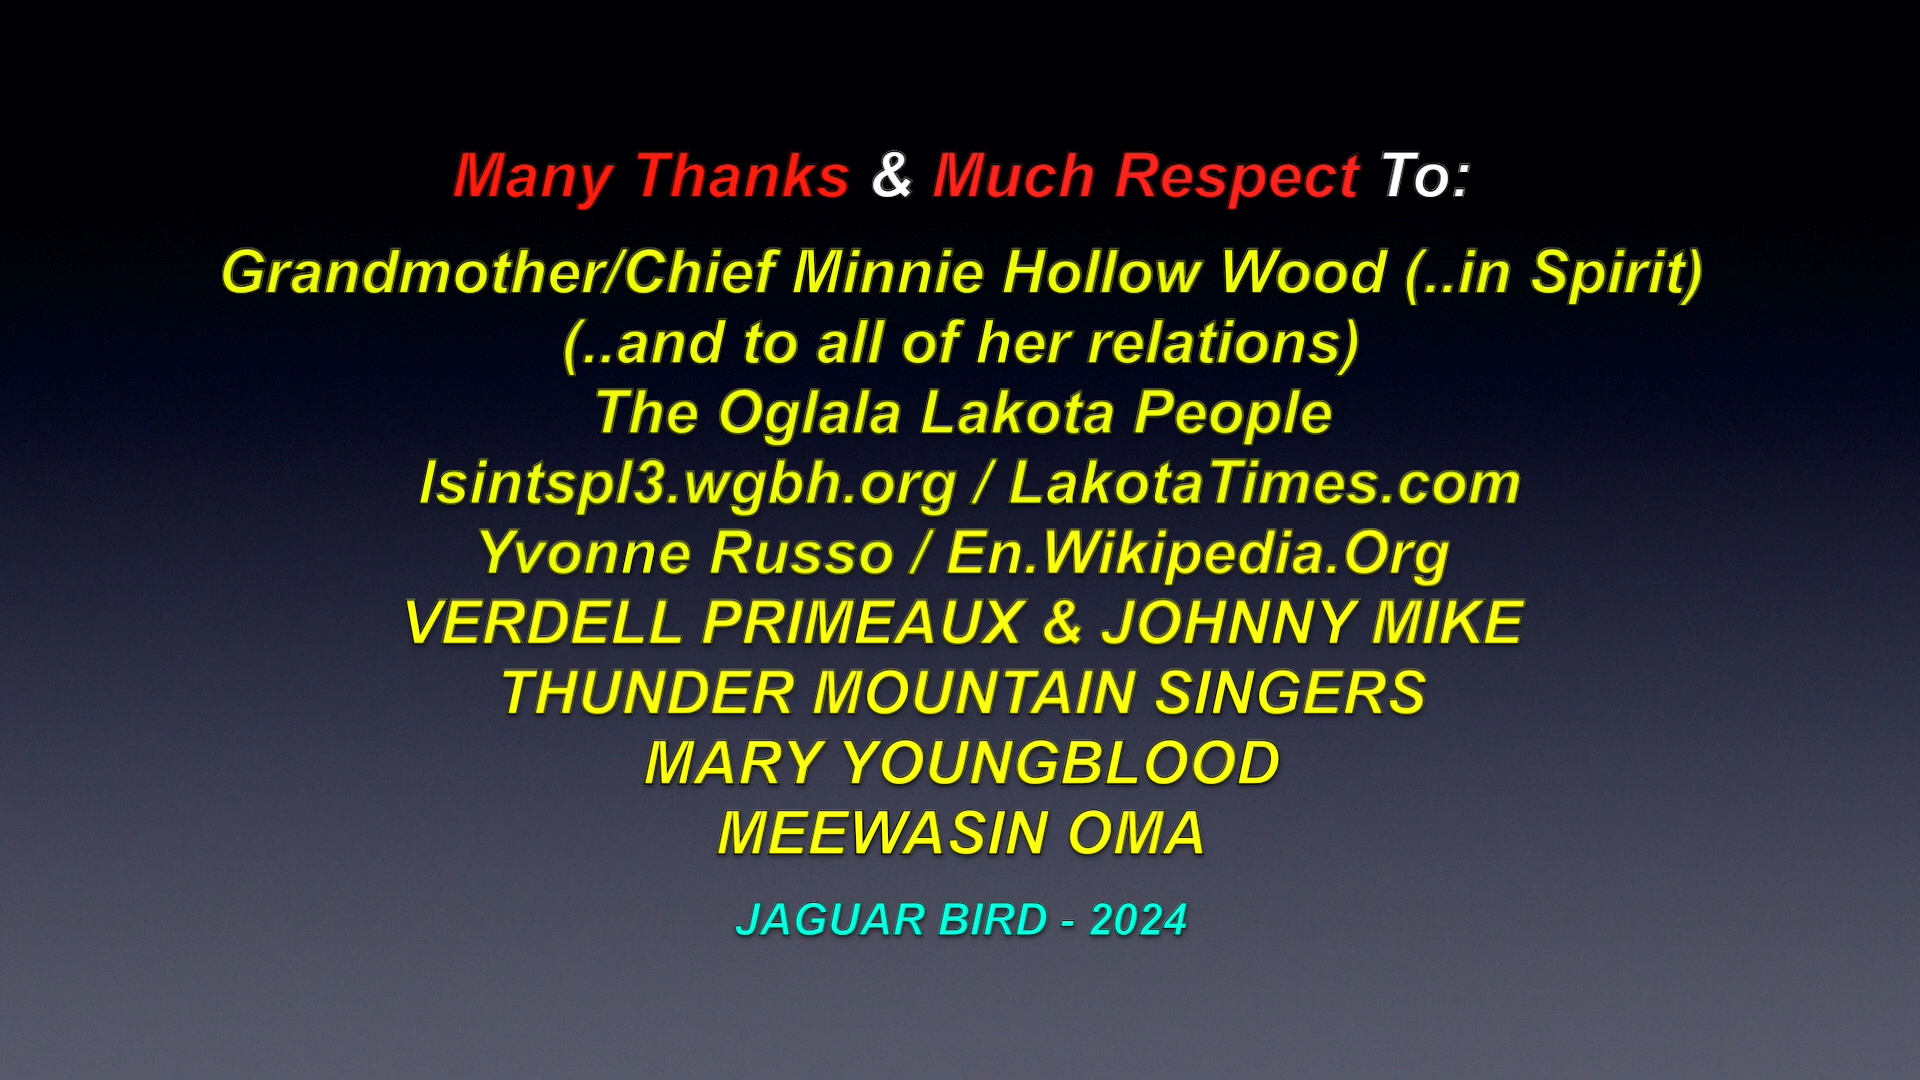 Many Thanks & Much Respect To:
Grandmother/Chief Minnie Hollow Wood (..in Spirit)
(..and to all of her relations)
The Oglala Lakota People
Isintspl3.wgbh.org / LakotaTimes.com
Yvonne Russo / En.Wikipedia.Org
VERDELL PRIMEAUX & JOHNNY MIKE
THUNDER MOUNTAIN SINGERS
MARY YOUNGBLOOD
MEEWASIN OMA
JAGUAR BIRD - 2024